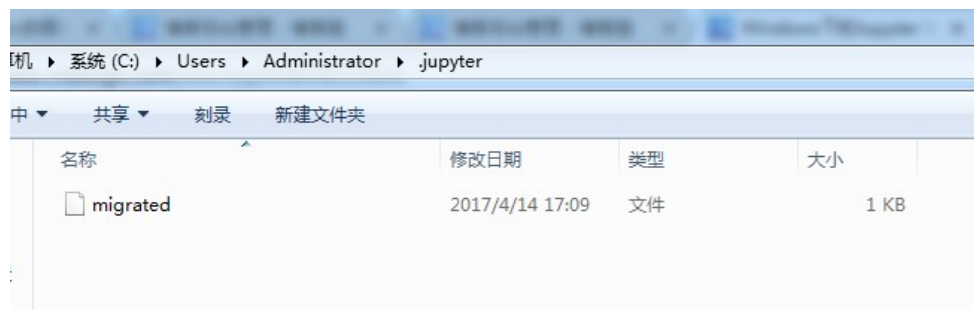 机 ▸ 系统 (C:) ▸ Users ▸ Administrator ▸ .jupyter
中 ▼ 共享 ▼ 刻录 新建文件夹
名称 修改日期 类型 大小
migrated 2017/4/14 17:09 文件 1 KB